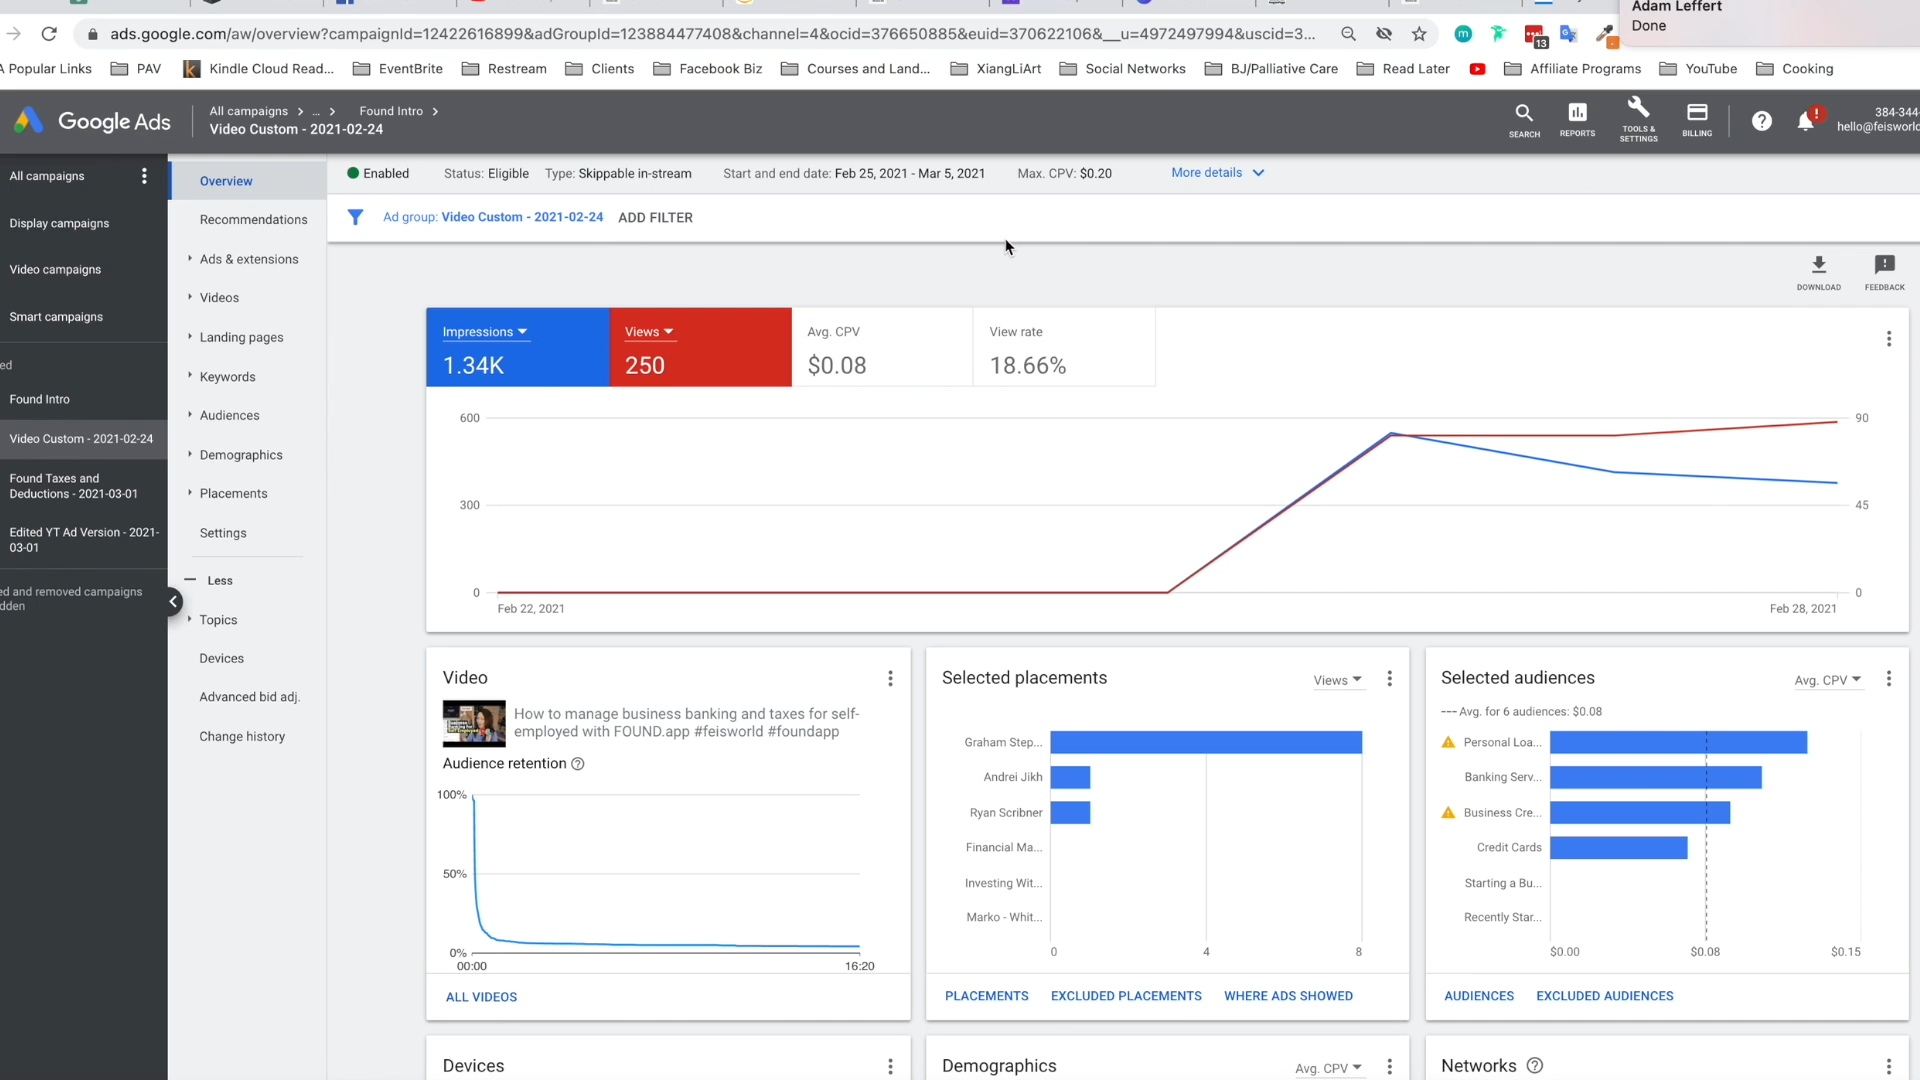 Adam Leffert
Done
ads.google.com/aw/overview?campaignId=12422616899&adGroupId=123884477408&channel=4&ocid=376650885&euid=370622106&__u=4972497994&uscid=3...
13
A Popular Links PAV Kindle Cloud Read... EventBrite Restream Clients Facebook Biz Courses and Land... XiangLiArt Social Networks BJ/Palliative Care Read Later Affiliate Programs YouTube Cooking
Google Ads
All campaigns > ... > Found Intro >
Video Custom - 2021-02-24
SEARCH
REPORTS
TOOLS &
SETTINGS
BILLING
384-344-
hello@feisworld
All campaigns
Display campaigns
Video campaigns
Smart campaigns
ed
Found Intro
Video Custom - 2021-02-24
Found Taxes and
Deductions - 2021-03-01
Edited YT Ad Version - 2021-
03-01
ed and removed campaigns
dden
Overview
Recommendations
Ads & extensions
Videos
Landing pages
Keywords
Audiences
Demographics
Placements
Settings
Less
Topics
Devices
Advanced bid adj.
Change history
Enabled Status: Eligible Type: Skippable in-stream Start and end date: Feb 25, 2021 - Mar 5, 2021 Max. CPV: $0.20 More details
Ad group: Video Custom - 2021-02-24 ADD FILTER
DOWNLOAD
FEEDBACK
Impressions
1.34K
Views
250
Avg. CPV
$0.08
View rate
18.66%
600 90
300 45
0 0
Feb 22, 2021 Feb 28, 2021
Video
How to manage business banking and taxes for self-
employed with FOUND.app #feisworld #foundapp
Audience retention
100%
50%
0%
00:00 16:20
ALL VIDEOS
Selected placements
Views
Graham Step...
Andrei Jikh
Ryan Scribner
Financial Ma...
Investing Wit...
Marko - Whit...
0 4 8
PLACEMENTS EXCLUDED PLACEMENTS WHERE ADS SHOWED
Selected audiences
Avg. CPV
--- Avg. for 6 audiences: $0.08
Personal Loa...
Banking Serv...
Business Cre...
Credit Cards
Starting a Bu...
Recently Star...
$0.00 $0.08 $0.15
AUDIENCES EXCLUDED AUDIENCES
Devices
Demographics
Avg. CPV
Networks